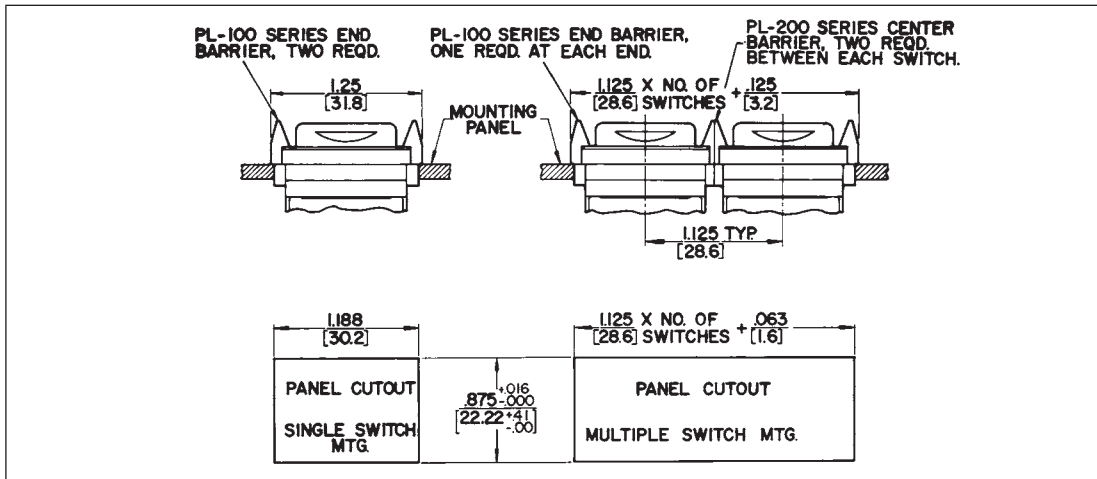 PL-100 SERIES END
BARRIER, TWO REQD.
PL-100 SERIES END BARRIER,
ONE REQD. AT EACH END.
PL-200 SERIES CENTER
BARRIER, TWO REQD.
BETWEEN EACH SWITCH.
1.25
[31.8]
MOUNTING
PANEL
1.125 X NO. OF + .125
[28.6] SWITCHES [3.2]
1.125 TYP.
[28.6]
1.188
[30.2]
1.125 X NO. OF + .063
[28.6] SWITCHES [1.6]
PANEL CUTOUT
SINGLE SWITCH
MTG.
.875 +.016 -.000
[22.22 +.41 -.00]
PANEL CUTOUT
MULTIPLE SWITCH MTG.